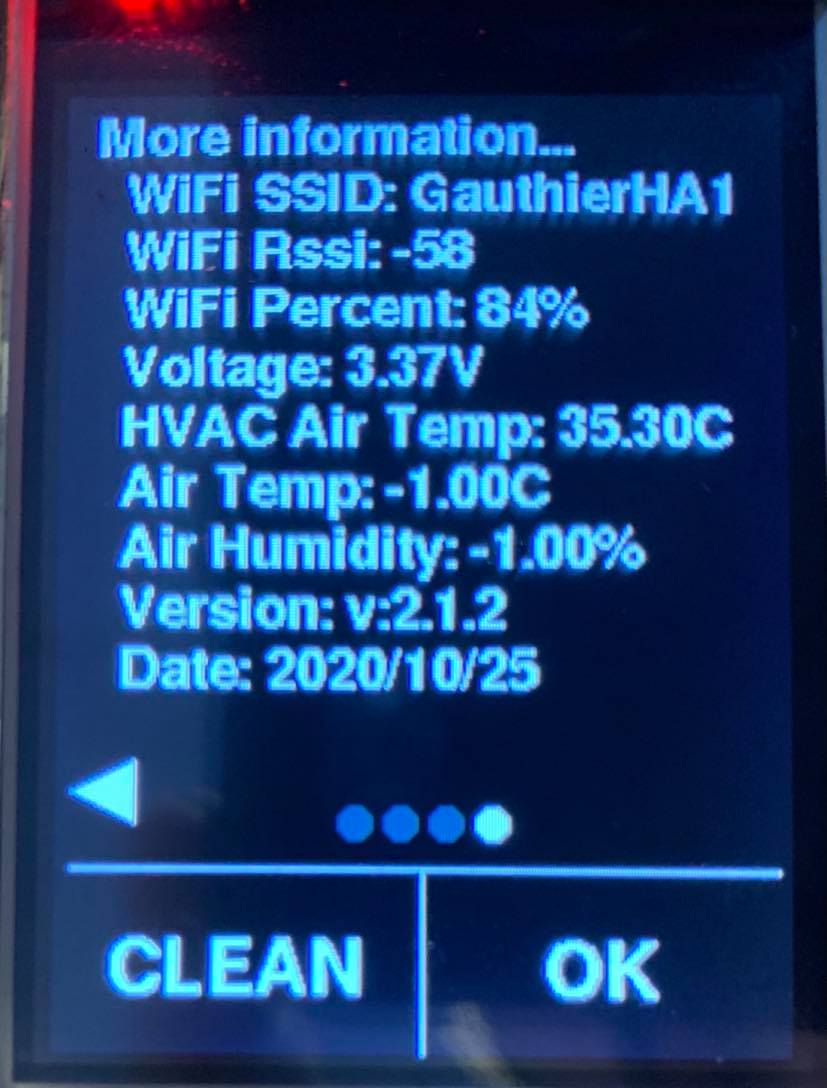 More information...
WiFi SSID: GauthierHA1
WiFi Rssi: -58
WiFi Percent: 84%
Voltage: 3.37V
HVAC Air Temp: 35.30C
Air Temp: -1.00C
Air Humidity: -1.00%
Version: v:2.1.2
Date: 2020/10/25
CLEAN
OK